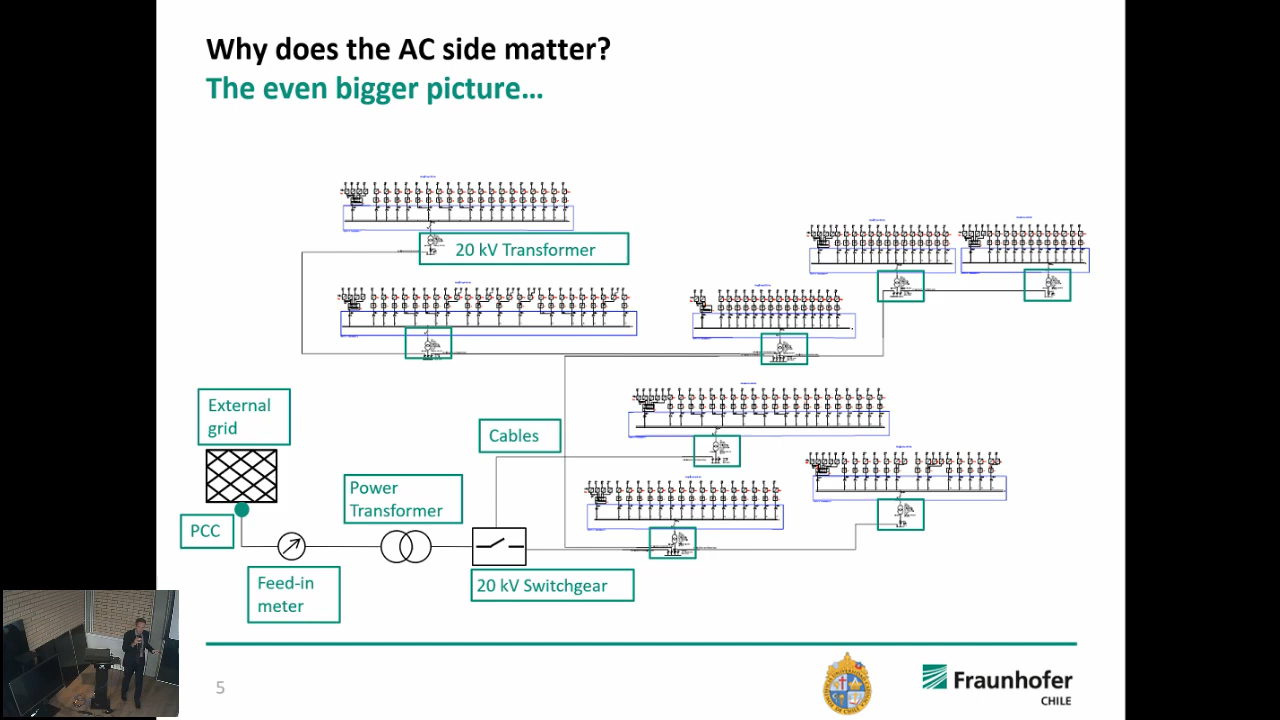 Why does the AC side matter?
The even bigger picture...
20 kV Transformer
External
grid
Cables
Power
Transformer
PCC
Feed-in
meter
20 kV Switchgear
5
Fraunhofer
CHILE